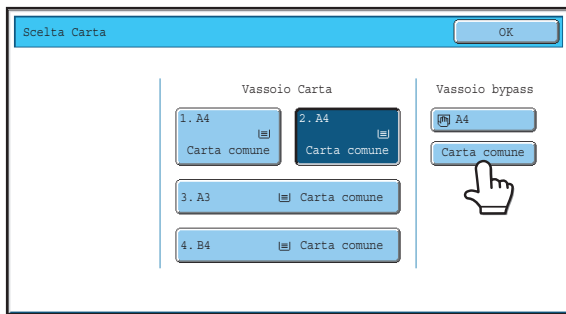 Scelta Carta
OK
Vassoio Carta
Vassoio bypass
1. A4
Carta comune
2. A4
Carta comune
A4
Carta comune
3. A3 Carta comune
4. B4 Carta comune